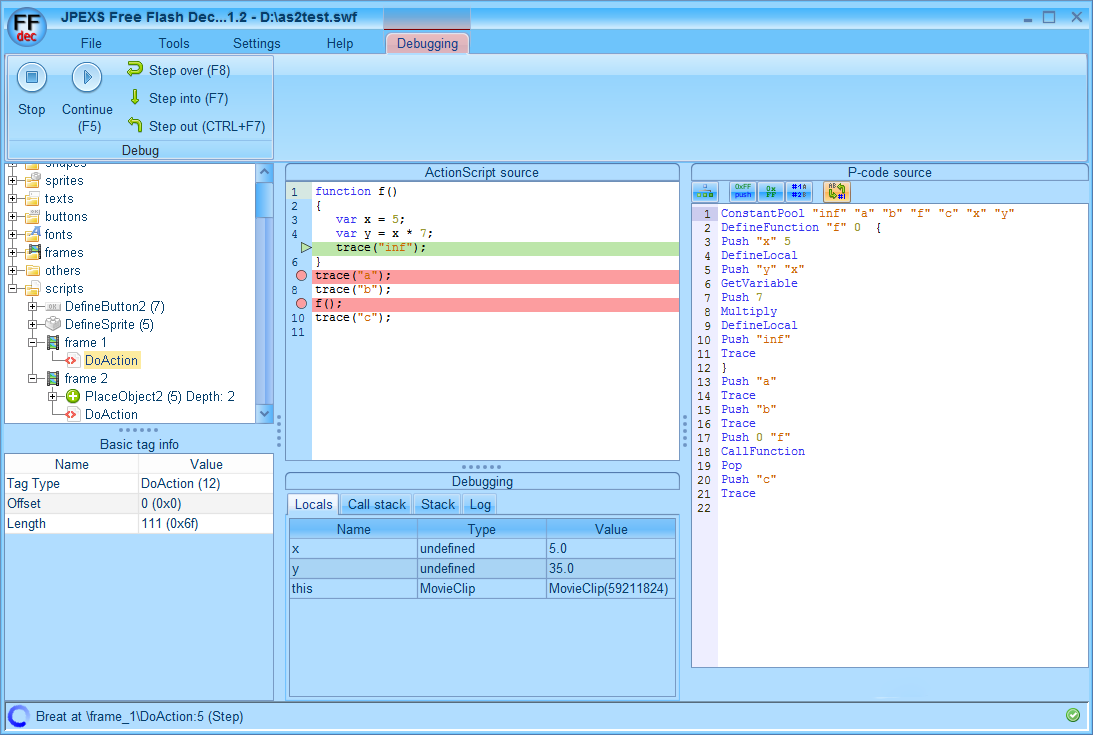 FF
dec
JPEXS Free Flash Dec...1.2 - D:\as2test.swf
File Tools Settings Help Debugging
Stop
Continue
(F5)
Step over (F8)
Step into (F7)
Step out (CTRL+F7)
Debug
shapes
sprites
texts
buttons
fonts
frames
others
scripts
DefineButton2 (7)
DefineSprite (5)
frame 1
DoAction
frame 2
PlaceObject2 (5) Depth: 2
DoAction
Basic tag info
Name Value
Tag Type DoAction (12)
Offset 0 (0x0)
Length 111 (0x6f)
ActionScript source
1 function f()
2 {
3 var x = 5;
4 var y = x * 7;
trace("inf");
6 }
trace("a");
8 trace("b");
f();
10 trace("c");
11
Debugging
Locals Call stack Stack Log
Name Type Value
x undefined 5.0
y undefined 35.0
this MovieClip MovieClip(59211824)
P-code source
0xFF
push
0x
FF
#1A
#2B
1 ConstantPool "inf" "a" "b" "f" "c" "x" "y"
2 DefineFunction "f" 0 {
3 Push "x" 5
4 DefineLocal
5 Push "y" "x"
6 GetVariable
7 Push 7
8 Multiply
9 DefineLocal
10 Push "inf"
11 Trace
12 }
13 Push "a"
14 Trace
15 Push "b"
16 Trace
17 Push 0 "f"
18 CallFunction
19 Pop
20 Push "c"
21 Trace
22
Breat at \frame_1\DoAction:5 (Step)